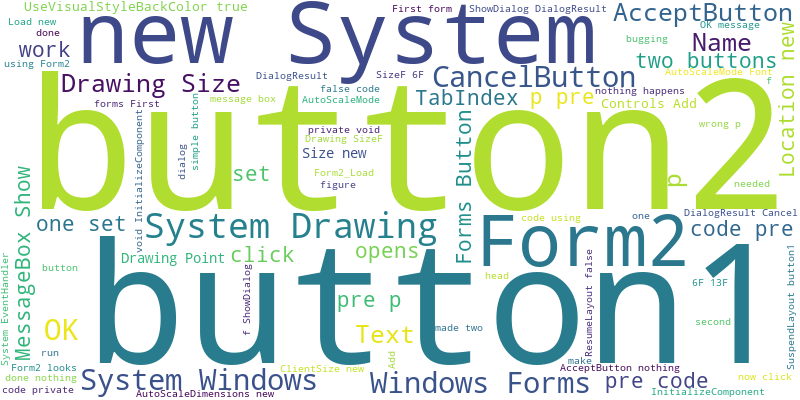 UseVisualStyleBackColor true
First form
ShowDialog DialogResult
AcceptButton
Load new
done
work
using Form2
new System
OK message
bugging
Name
Location new
two buttons
Drawing Size
DialogResult
SizeF 6F
CancelButton
AutoScaleMode Font
forms First
message box
false code
AutoScaleMode
TabIndex
p pre
nothing happens
Controls Add
f
button2
void InitializeComponent
simple button
dialog
private void
Drawing SizeF
Size new
Form2_Load
figure
set
Forms Button
wrong p
p
needed
MessageBox Show
one set
System Drawing
Form2
code using
one
DialogResult Cancel
code pre
Drawing Point
click
opens
button
System EventHandler
button1
f ShowDialog
pre p
Text
made two
head
ResumeLayout false
6F 13F
second
SuspendLayout button1
OK
run
Form2 looks
done nothing
code private
System Windows
AutoScaleDimensions new
ClientSize new
Add
Windows Forms
make
AcceptButton nothing
pre code
now click
InitializeComponent